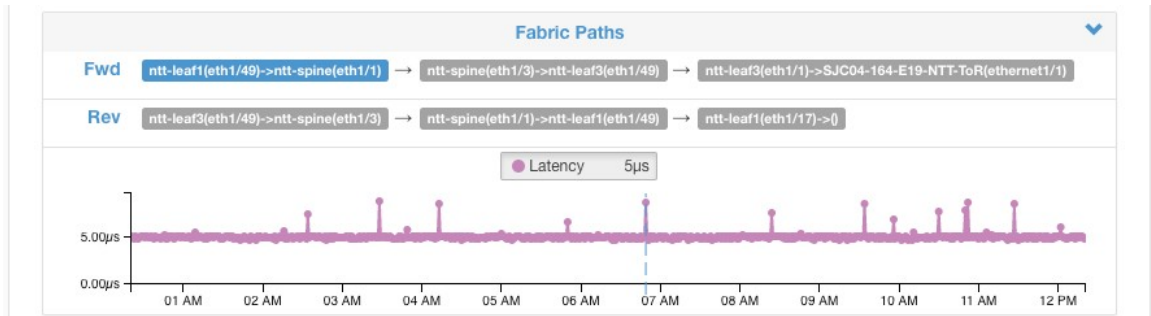 Fabric Paths
Fwd ntt-leaf1(eth1/49)->ntt-spine(eth1/1) → ntt-spine(eth1/3)->ntt-leaf3(eth1/49) → ntt-leaf3(eth1/1)->SJC04-164-E19-NTT-ToR(ethernet1/1)
Rev ntt-leaf3(eth1/49)->ntt-spine(eth1/3) → ntt-spine(eth1/1)->ntt-leaf1(eth1/49) → ntt-leaf1(eth1/17)->()
Latency 5µs
5.00µs
0.00µs
01 AM 02 AM 03 AM 04 AM 05 AM 06 AM 07 AM 08 AM 09 AM 10 AM 11 AM 12 PM